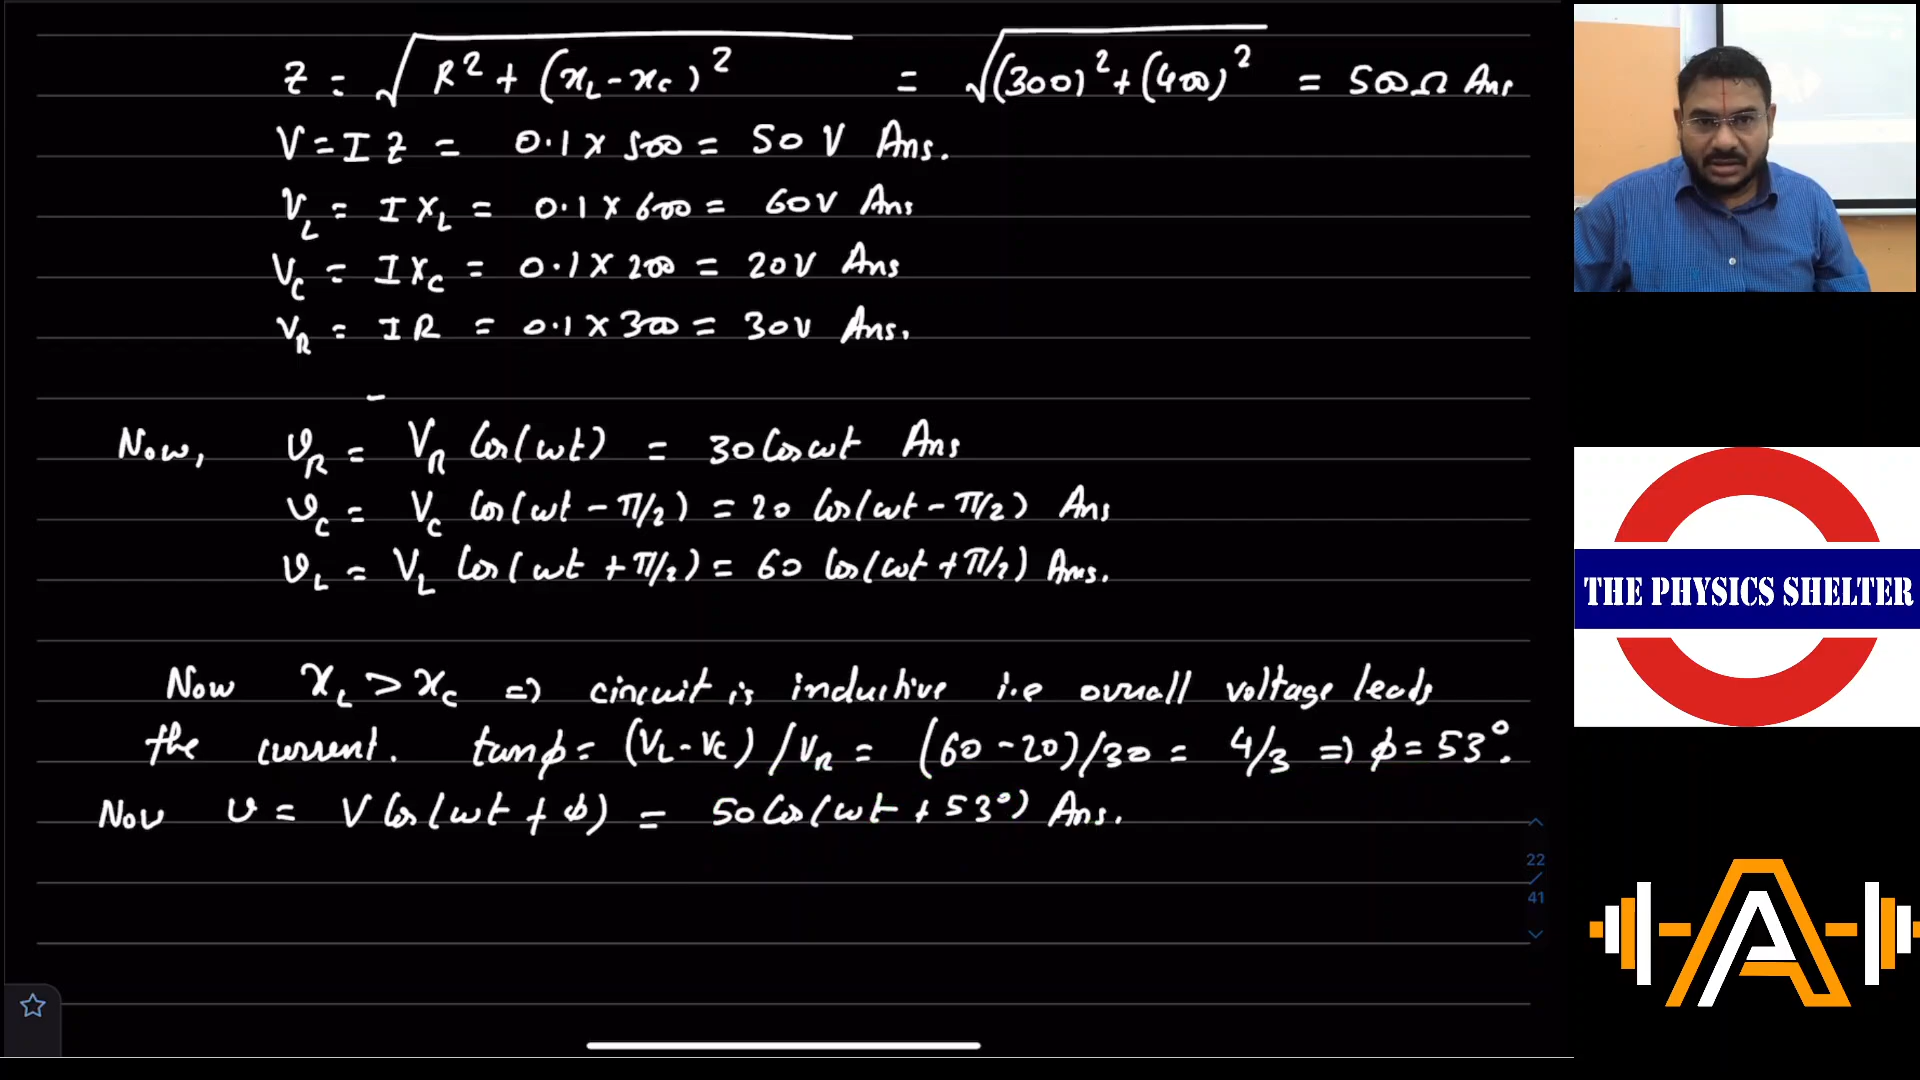 Z = √R² + (xL - xC)² = √(300)² + (400)² = 500Ω Ans
V = I Z = 0.1 x 500 = 50 V Ans.
VL = I XL = 0.1 x 600 = 60V Ans
VC = I XC = 0.1 x 200 = 20V Ans
VR = I R = 0.1 x 300 = 30V Ans.
Now, vR = VR Cos(ωt) = 30 Cos ωt Ans
vC = VC Cos(ωt - π/2) = 20 Cos(ωt - π/2) Ans
vL = VL Cos(ωt + π/2) = 60 Cos(ωt + π/2) Ans.
Now xL > xC => circuit is inductive i.e overall voltage leads
the current. tanϕ = (VL - VC) / VR = (60 - 20)/30 = 4/3 => ϕ = 53°.
Now v = V Cos(ωt + ϕ) = 50 Cos(ωt + 53°) Ans.
22
/
41
THE PHYSICS SHELTER